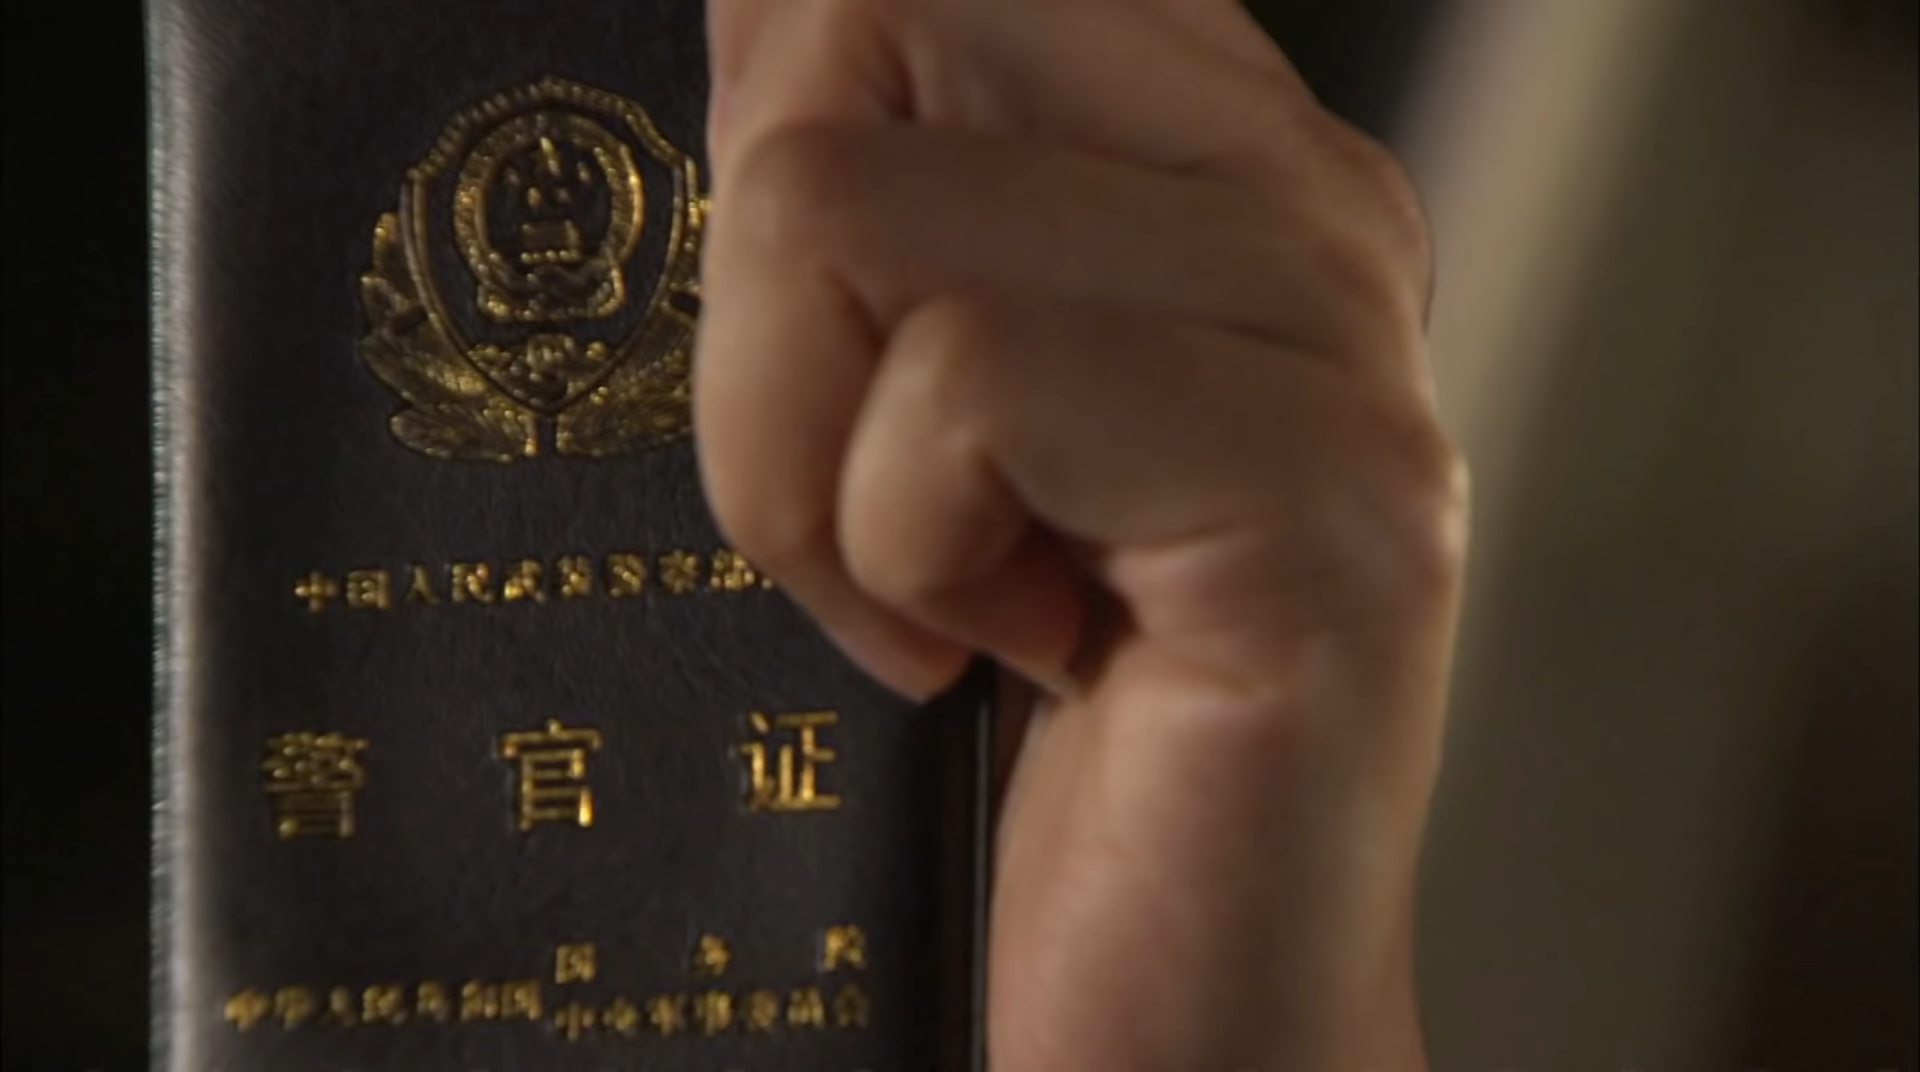 中国人民武装警察部
警官证
国务院
中华人民共和国
中央军事委员会